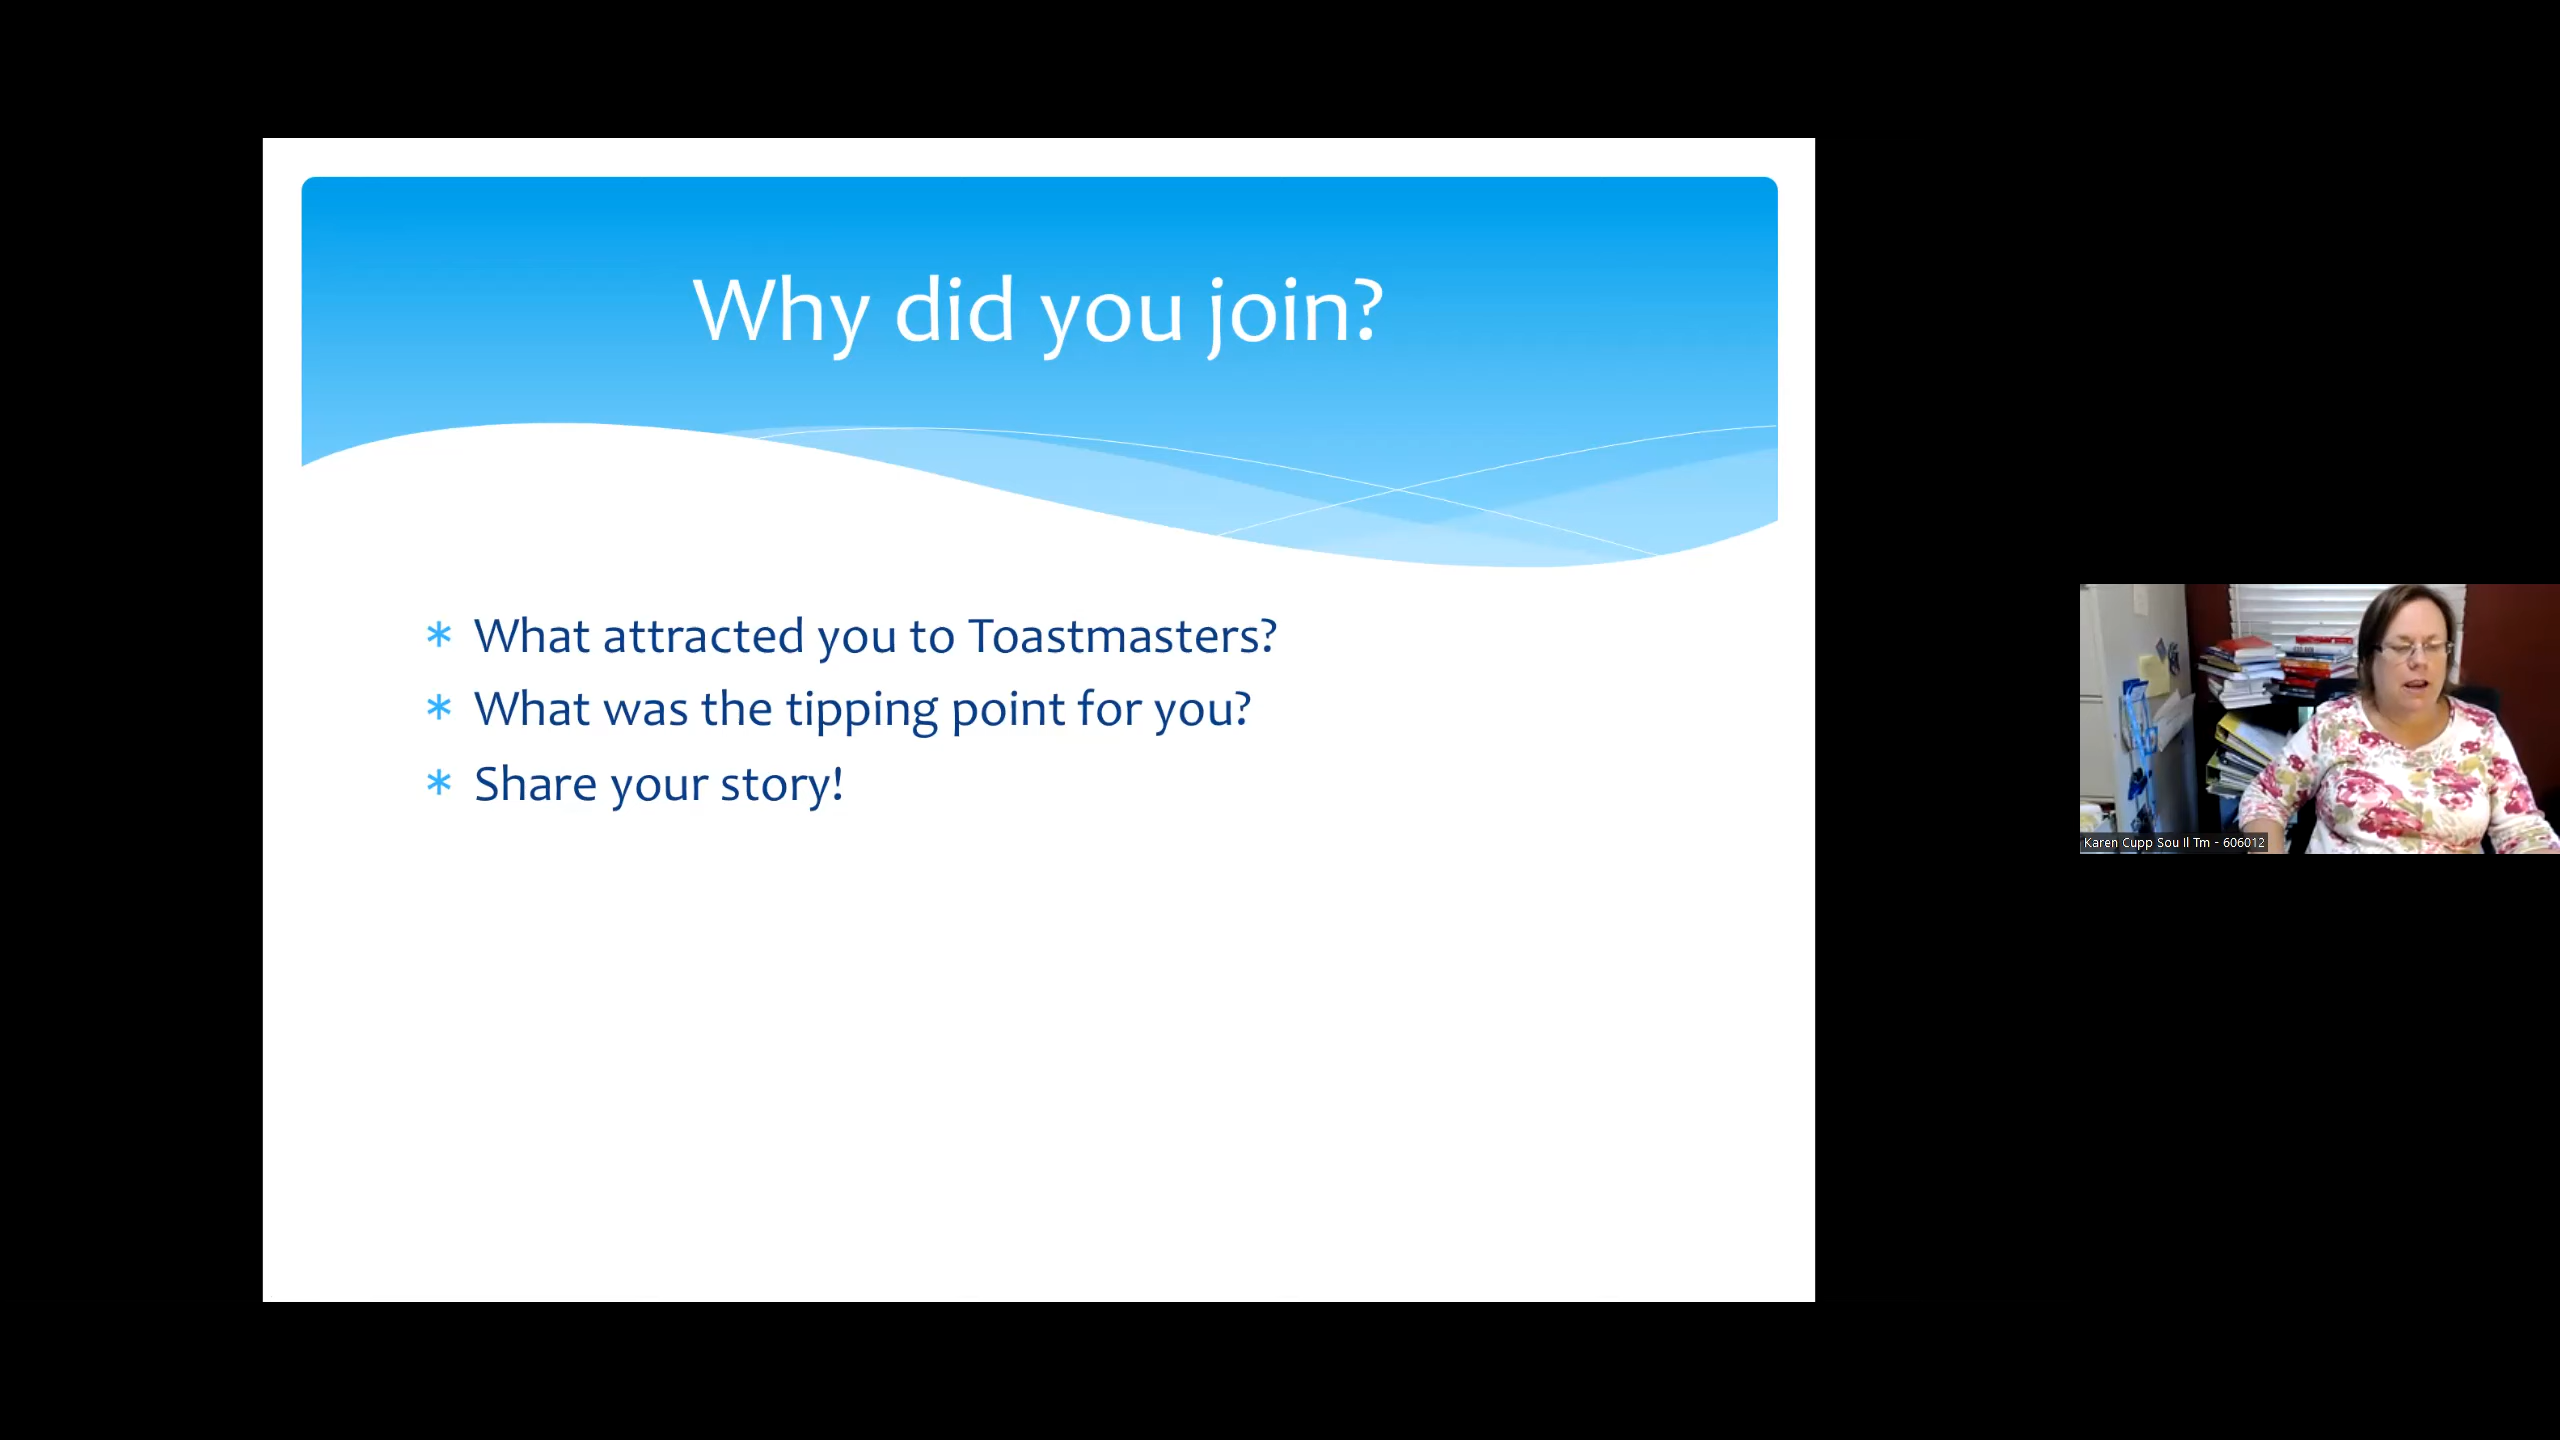 Why did you join?
* What attracted you to Toastmasters?
* What was the tipping point for you?
* Share your story!
Karen Cupp Sou Il Tm - 606012